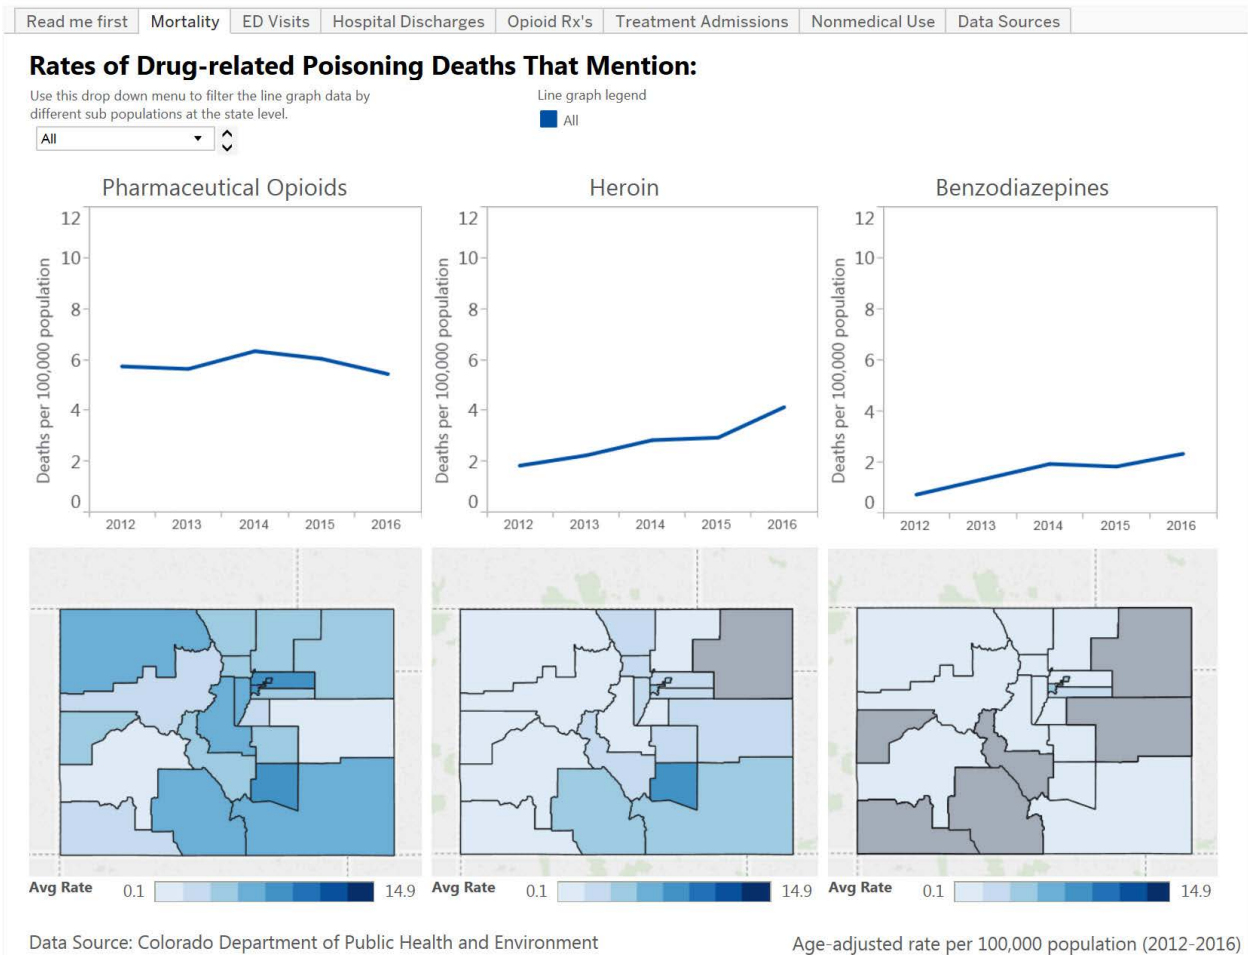 Read me first
Mortality
ED Visits
Hospital Discharges
Opioid Rx's
Treatment Admissions
Nonmedical Use
Data Sources
Rates of Drug-related Poisoning Deaths That Mention:
Use this drop down menu to filter the line graph data by
different sub populations at the state level.
All
Line graph legend
All
Pharmaceutical Opioids
Deaths per 100,000 population
12
10
8
6
4
2
0
2012 2013 2014 2015 2016
Heroin
Deaths per 100,000 population
12
10
8
6
4
2
0
2012 2013 2014 2015 2016
Benzodiazepines
Deaths per 100,000 population
12
10
8
6
4
2
0
2012 2013 2014 2015 2016
Avg Rate 0.1 14.9
Avg Rate 0.1 14.9
Avg Rate 0.1 14.9
Data Source: Colorado Department of Public Health and Environment
Age-adjusted rate per 100,000 population (2012-2016)